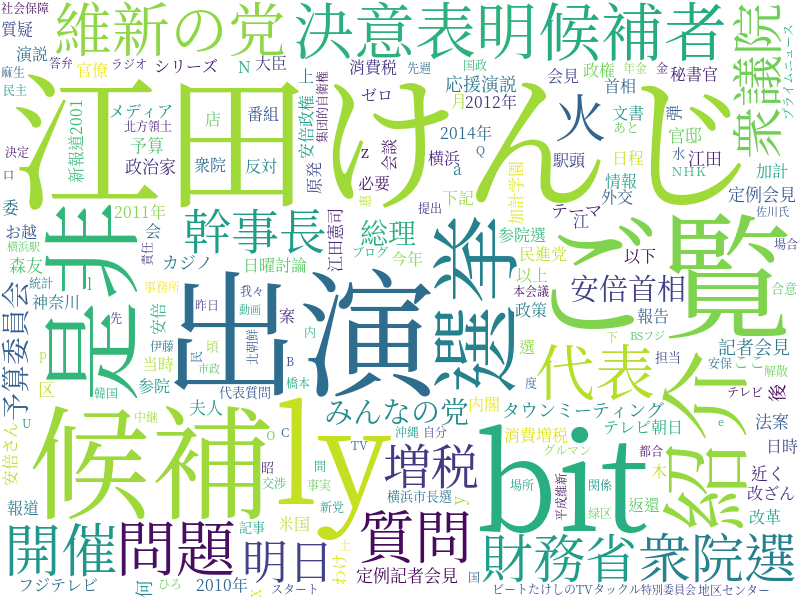 社会保障
維新の党
決意表明候補者
衆議院
プライムニュース
質疑
演説
答弁
官僚
ラジオ
シリーズ
N
大臣
消費税
先週
国政
政権
年金
金
秘書官
麻生
民主
上
ゼロ
応援演説
会見
首相
江田けんじ
メディア
店
番組
安倍政権
集団的自衛権
月
2012年
火
文書
あと
弾
新報道2001
北方領土
予算
2014年
Q
官邸
決定
政治家
衆院
反対
原発
z
会談
横浜
a
駅頭
日程
水
江田
NHK
加計
ロ
必要
加計学園
情報
定例会見
委
2011年
幹事長
江田憲司
総理
下記
提出
外交
テーマ
江
佐川氏
お越
会
責任
ブログ
参院選
民進党
以下
場合
横浜駅
是非
カジノ
日曜討論
今年
以上
ご覧
森友
統計
l
事務所
昨日
我々
案
出演
選挙
本会議
安倍首相
合意
神奈川
先
安倍
動画
内
政策
報告
予算委員会
伊藤
頃
北朝鮮
下
BSフジ
記者会見
p
当時
民
市政
B
選
代表
担当
安保
ここ
解散
区
韓国
参院
代表質問
橋本
度
紹介
テレビ
後
候補
夫人
ly
みんなの党
内閣
タウンミーティング
e
法案
安倍さん
U
中継
O
C
TV
沖縄
自分
消費増税
テレビ朝日
日時
昭
間
増税
グルマン
bit
都合
木
近く
交渉
事実
新党
横浜市長選
場所
平成維新
関係
改ざん
報道
記事
米国
y
緑区
返還
改革
開催
問題
明日
質問
財務省
衆院選
フジテレビ
何
ひろ
2010年
x
スタート
わけ
土
定例記者会見
国
ビートたけしのTVタックル
特別委員会
地区センター